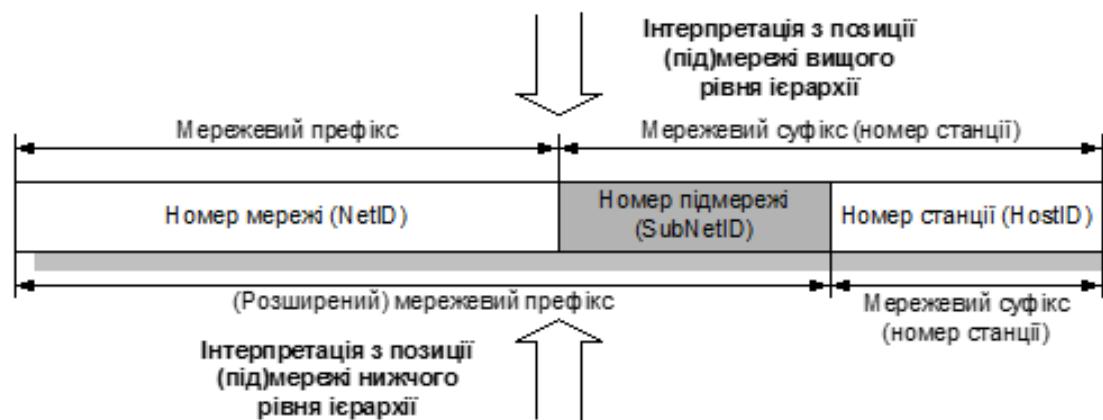 Інтерпретація з позиції
(під)мережі вищого
рівня ієрархії
Мережевий префікс
Мережевий суфікс (номер станції)
Номер мережі (NetID)
Номер підмережі
(SubNetID)
Номер станції (HostID)
(Розширений) мережевий префікс
Мережевий суфікс
(номер станції)
Інтерпретація з позиції
(під)мережі нижчого
рівня ієрархії